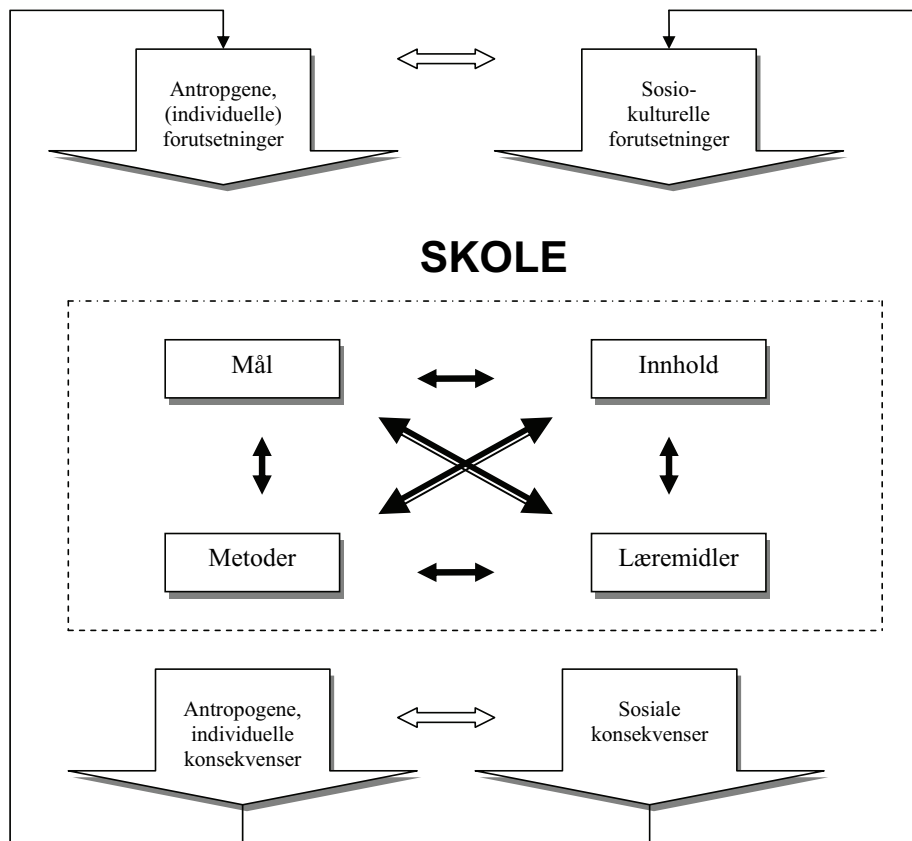 Antropgene,
(individuelle)
forutsetninger
Sosio-
kulturelle
forutsetninger
SKOLE
Mål
Innhold
Metoder
Læremidler
Antropogene,
individuelle
konsekvenser
Sosiale
konsekvenser